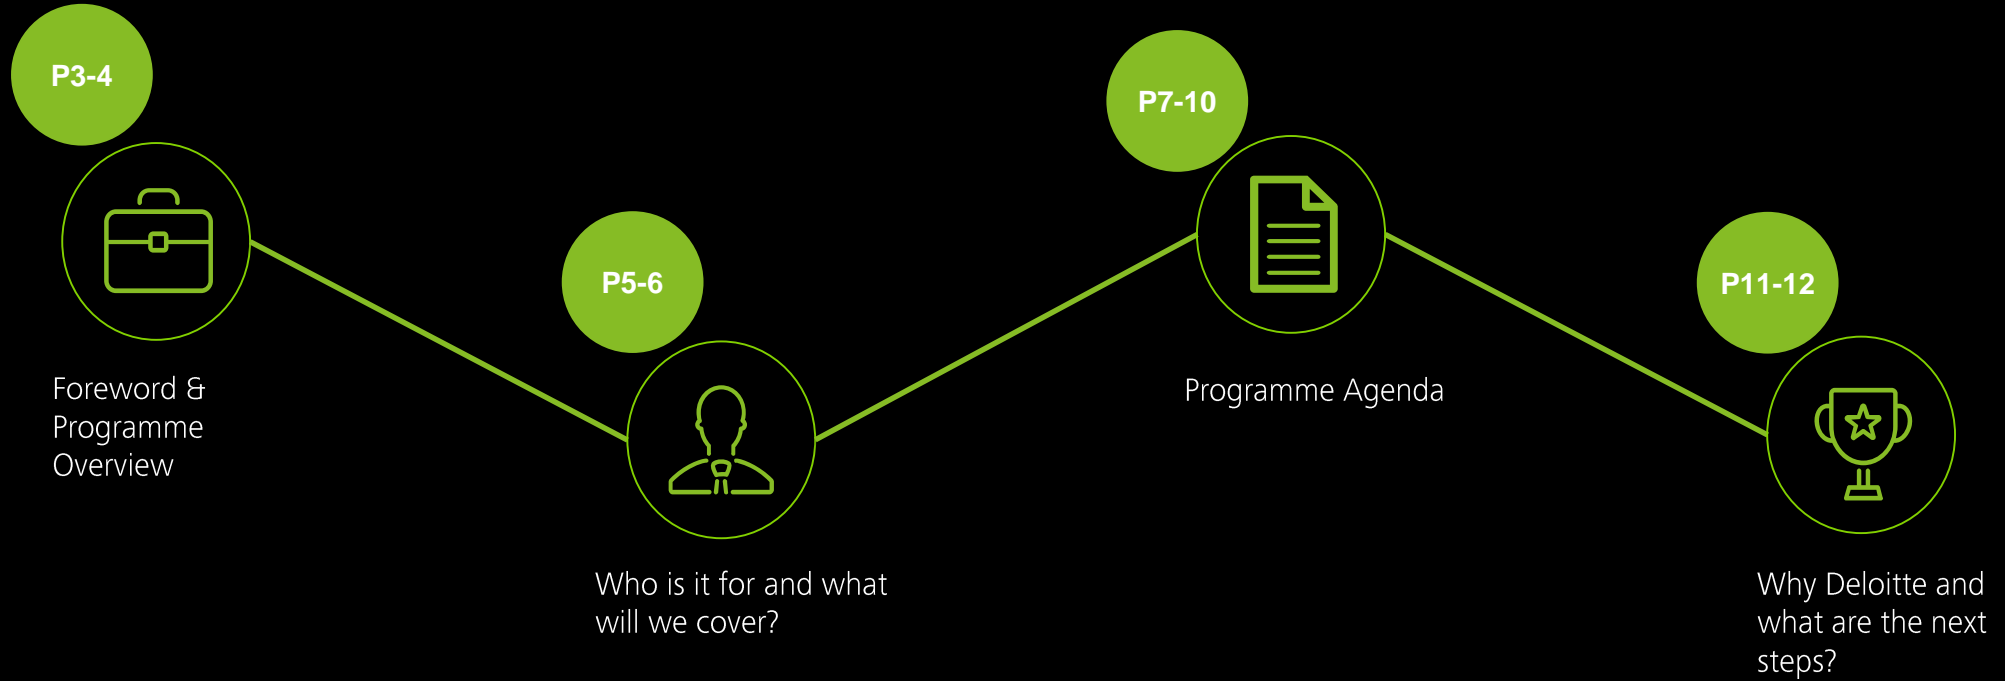 P3-4
Foreword &
Programme
Overview
P5-6
Who is it for and what
will we cover?
P7-10
Programme Agenda
P11-12
Why Deloitte and
what are the next
steps?